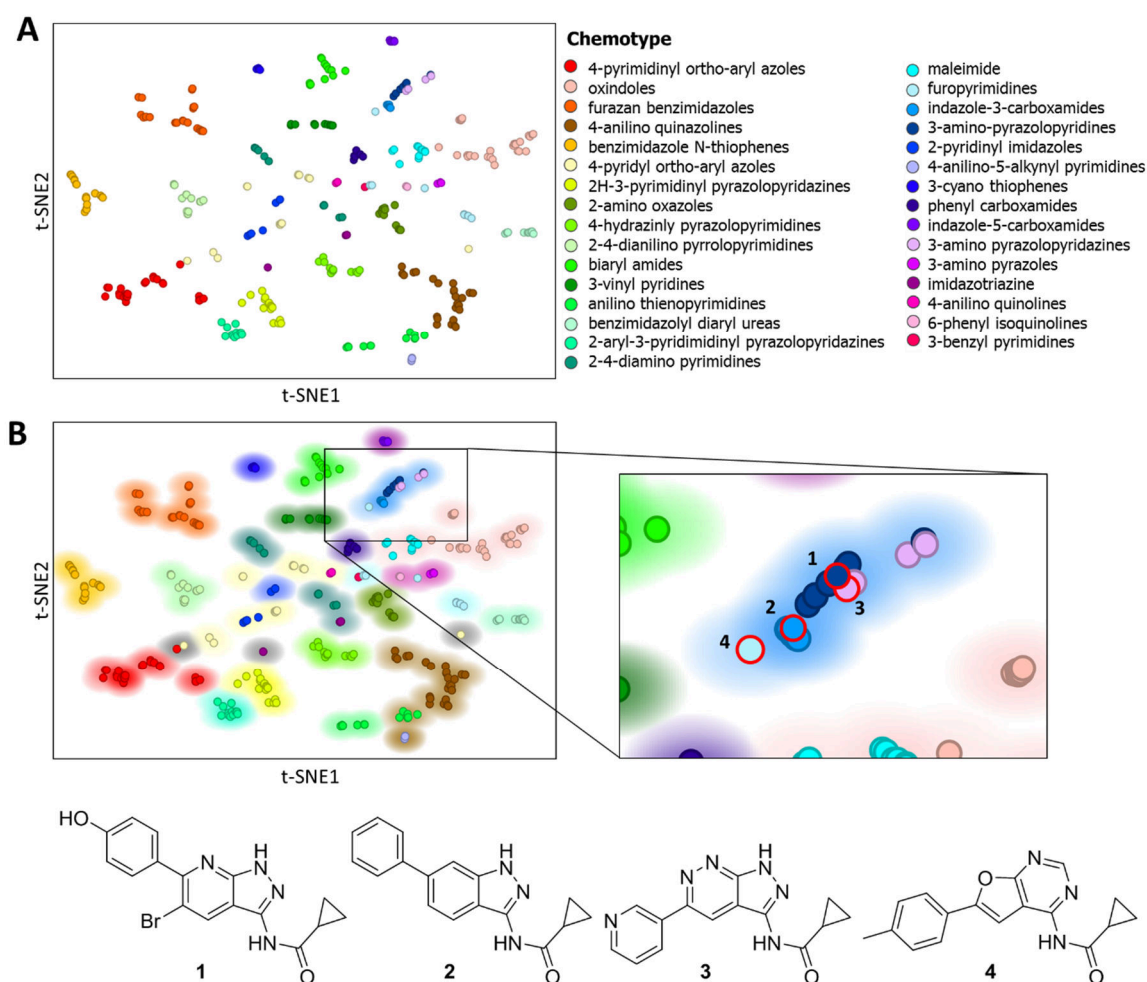 A
t-SNE2
t-SNE1
Chemotype
4-pyrimidinyl ortho-aryl azoles
oxindoles
furazan benzimidazoles
4-anilino quinazolines
benzimidazole N-thiophenes
4-pyridyl ortho-aryl azoles
2H-3-pyrimidinyl pyrazolopyridazines
2-amino oxazoles
4-hydrazinly pyrazolopyrimidines
2-4-dianilino pyrrolopyrimidines
biaryl amides
3-vinyl pyridines
anilino thienopyrimidines
benzimidazolyl diaryl ureas
2-aryl-3-pyridimidinyl pyrazolopyridazines
2-4-diamino pyrimidines
maleimide
furopyrimidines
indazole-3-carboxamides
3-amino-pyrazolopyridines
2-pyridinyl imidazoles
4-anilino-5-alkynyl pyrimidines
3-cyano thiophenes
phenyl carboxamides
indazole-5-carboxamides
3-amino pyrazolopyridazines
3-amino pyrazoles
imidazotriazine
4-anilino quinolines
6-phenyl isoquinolines
3-benzyl pyrimidines
B
t-SNE2
t-SNE1
1
2
3
4
HO
Br
N
H
N
N
HN
O
1
H
N
N
HN
O
2
N
N
N
H
N
N
HN
O
3
O
N
N
HN
O
4